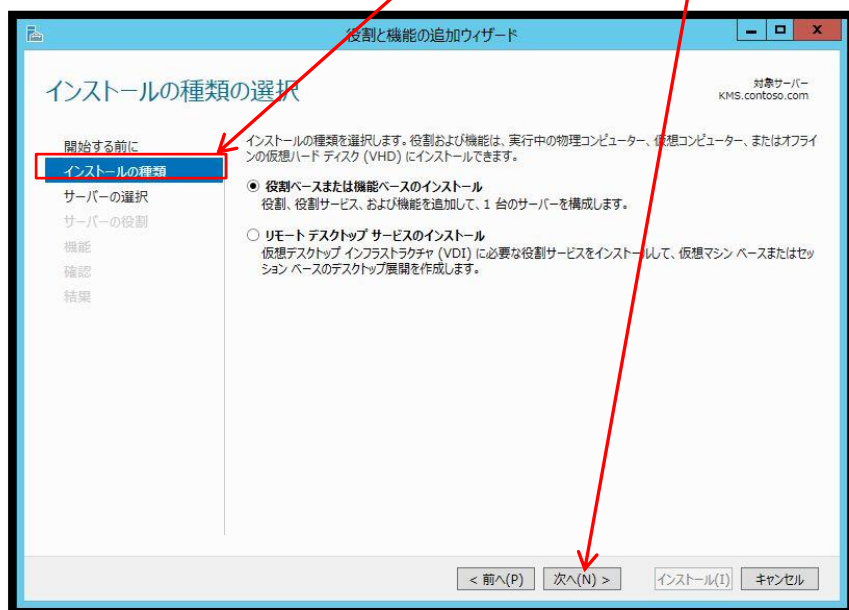 役割と機能の追加ウィザード
インストールの種類の選択
対象サーバー
KMS.contoso.com
開始する前に
インストールの種類
サーバーの選択
サーバーの役割
機能
確認
結果
インストールの種類を選択します。役割および機能は、実行中の物理コンピューター、仮想コンピューター、またはオフライ
ンの仮想ハード ディスク (VHD) にインストールできます。
役割ベースまたは機能ベースのインストール
役割、役割サービス、および機能を追加して、1 台のサーバーを構成します。
リモート デスクトップ サービスのインストール
仮想デスクトップ インフラストラクチャ (VDI) に必要な役割サービスをインストールして、仮想マシン ベースまたはセッ
ション ベースのデスクトップ展開を作成します。
< 前へ(P)
次へ(N) >
インストール(I)
キャンセル